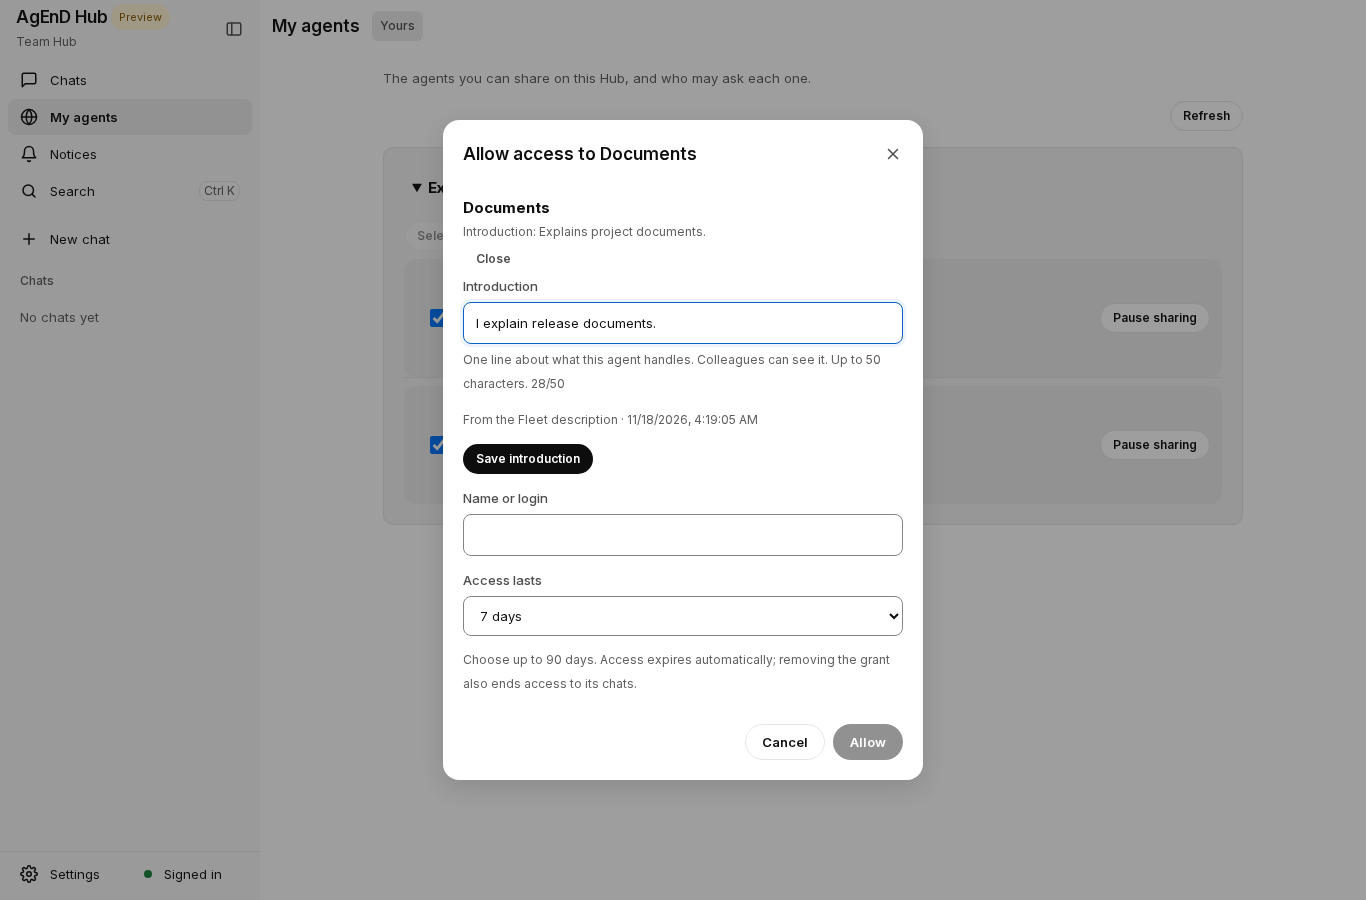 AgEnD Hub Preview
Team Hub
Chats
My agents
Notices
Search Ctrl K
New chat
Chats
No chats yet
Settings
Signed in
My agents Yours
The agents you can share on this Hub, and who may ask each one.
Refresh
Pause sharing
Pause sharing
Allow access to Documents
Documents
Introduction: Explains project documents.
Close
Introduction
I explain release documents.
One line about what this agent handles. Colleagues can see it. Up to 50
characters. 28/50
From the Fleet description · 11/18/2026, 4:19:05 AM
Save introduction
Name or login
Access lasts
7 days
Choose up to 90 days. Access expires automatically; removing the grant
also ends access to its chats.
Cancel Allow